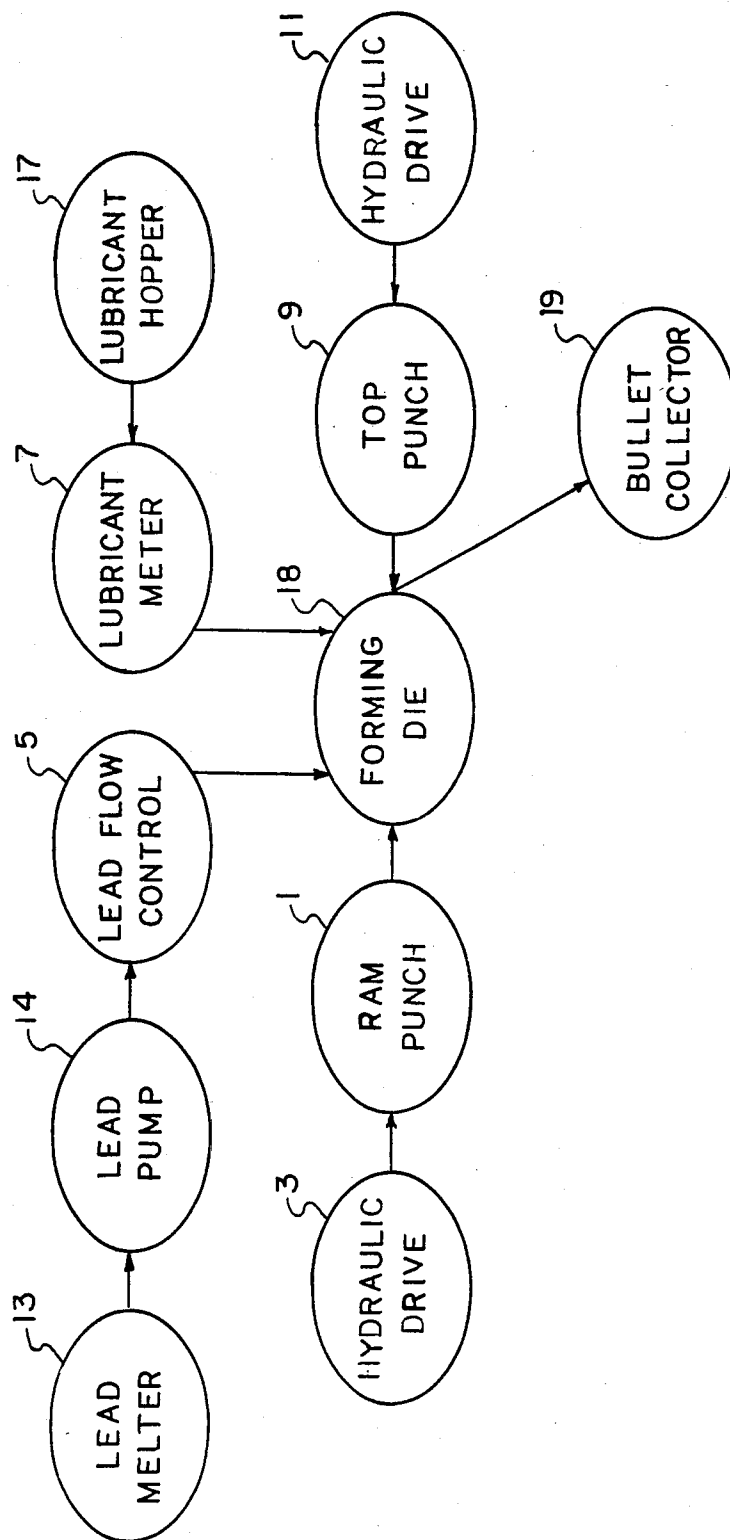 13
LEAD
MELTER
14
LEAD
PUMP
5
LEAD FLOW
CONTROL
7
LUBRICANT
METER
17
LUBRICANT
HOPPER
3
HYDRAULIC
DRIVE
1
RAM
PUNCH
18
FORMING
DIE
9
TOP
PUNCH
11
HYDRAULIC
DRIVE
19
BULLET
COLLECTOR